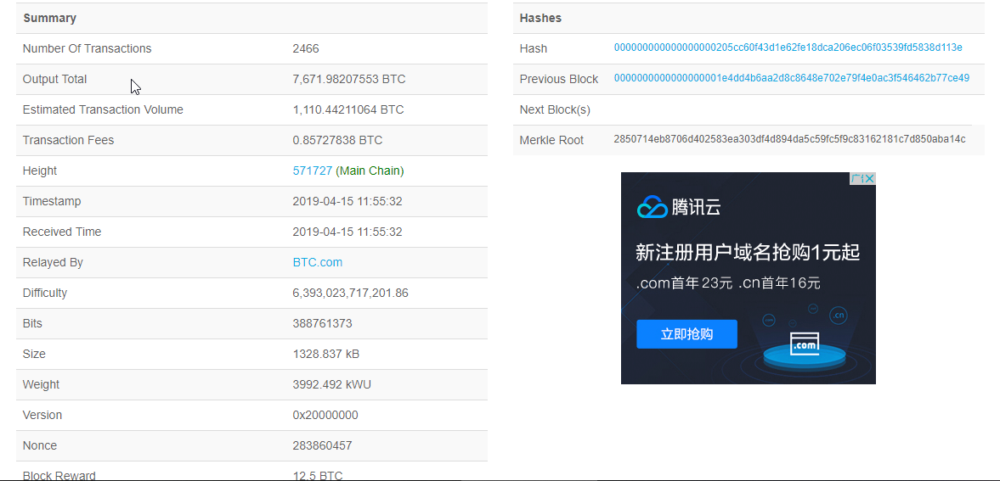 Summary
Number Of Transactions 2466
Output Total 7,671.98207553 BTC
Estimated Transaction Volume 1,110.44211064 BTC
Transaction Fees 0.85727838 BTC
Height 571727 (Main Chain)
Timestamp 2019-04-15 11:55:32
Received Time 2019-04-15 11:55:32
Relayed By BTC.com
Difficulty 6,393,023,717,201.86
Bits 388761373
Size 1328.837 kB
Weight 3992.492 kWU
Version 0x20000000
Nonce 283860457
Block Reward 12.5 BTC
Hashes
Hash 000000000000000000205cc60f43d1e62fe18dca206ec06f03539fd5838d113e
Previous Block 0000000000000000001e4dd4b6aa2d8c8648e702e79f4e0ac3f546462b77ce49
Next Block(s)
Merkle Root 2850714eb8706d402583ea303df4d894da5c59fc5f9c83162181c7d850aba14c
腾讯云
新注册用户域名抢购1元起
.com首年23元 .cn首年16元
立即抢购
.cn
.com